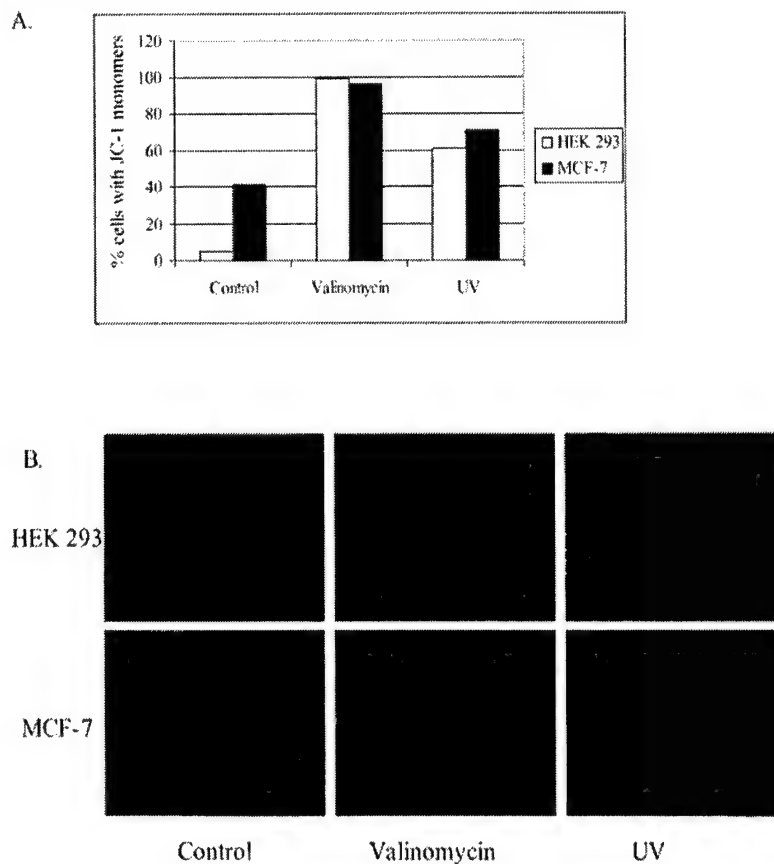 A.
120
100
80
60
40
20
0
% cells with JC-1 monomers
Control Valinomycin UV
HEK 293
MCF-7
B.
HEK 293
MCF-7
Control Valinomycin UV